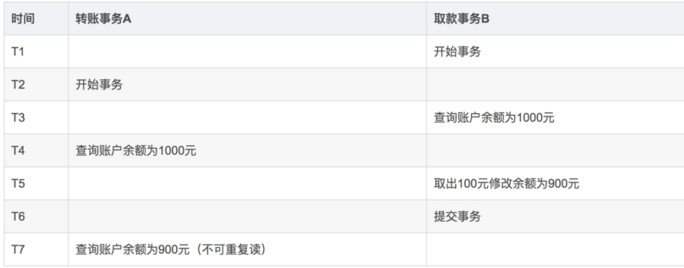 时间 转账事务A 取款事务B
T1 开始事务
T2 开始事务
T3 查询账户余额为1000元
T4 查询账户余额为1000元
T5 取出100元修改余额为900元
T6 提交事务
T7 查询账户余额为900元（不可重复读）